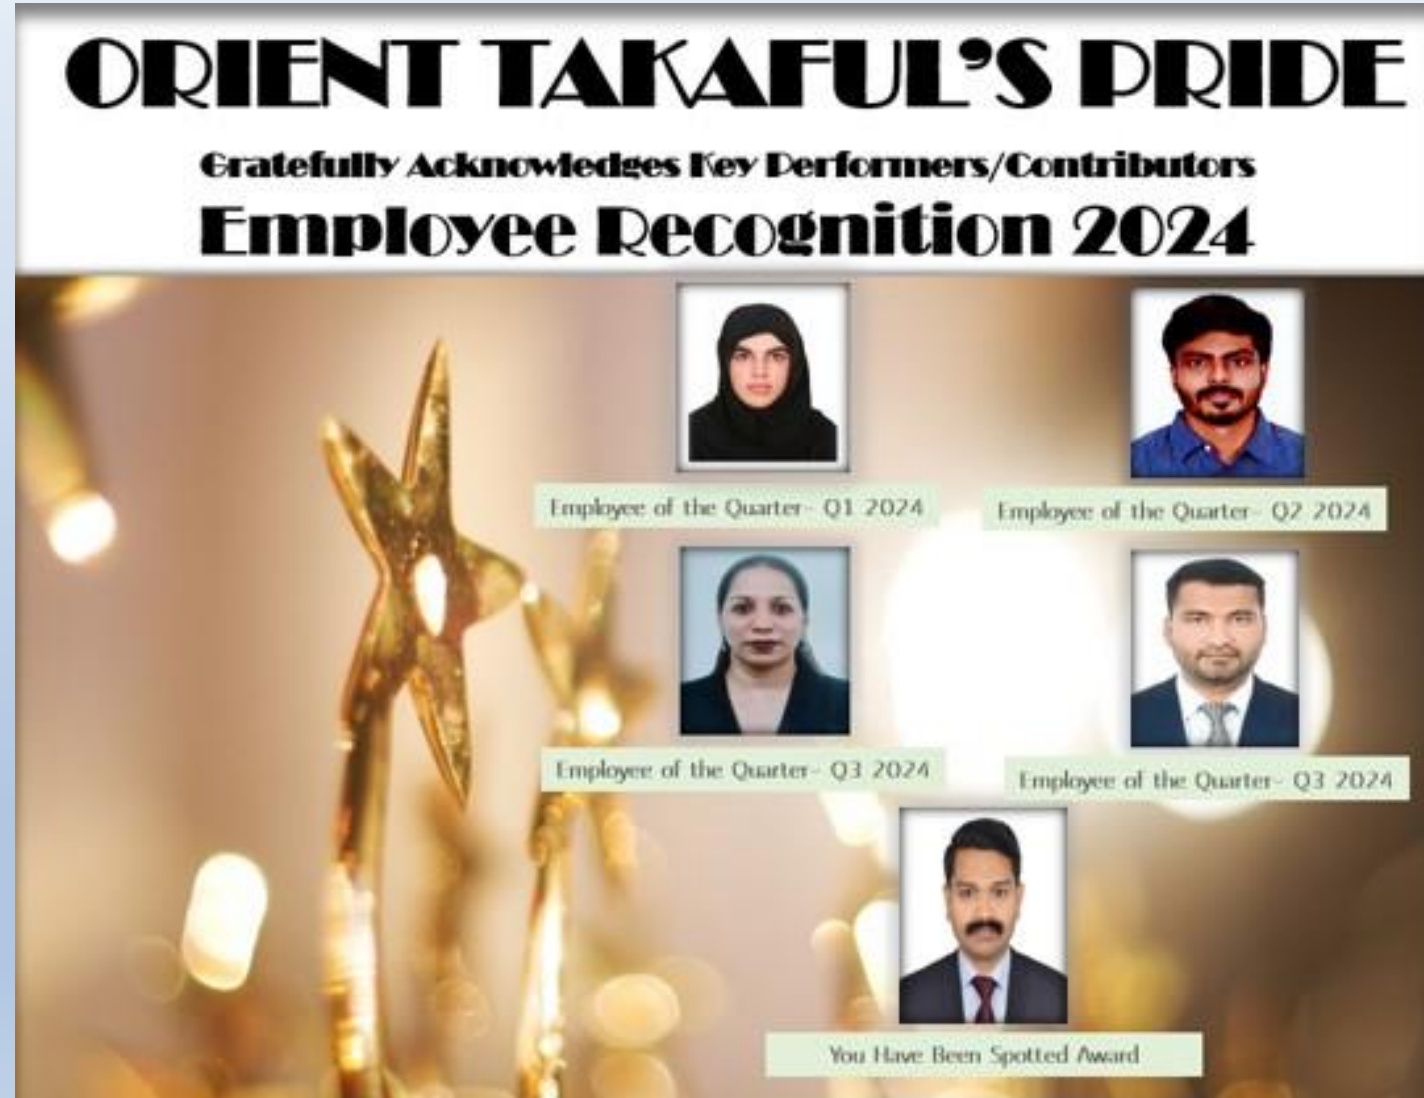 ORIENT TAKAFUL'S PRIDE
Gratefully Acknowledges Key Performers/Contributors
Employee Recognition 2024
Employee of the Quarter- Q1 2024
Employee of the Quarter- Q2 2024
Employee of the Quarter- Q3 2024
Employee of the Quarter- Q3 2024
You Have Been Spotted Award